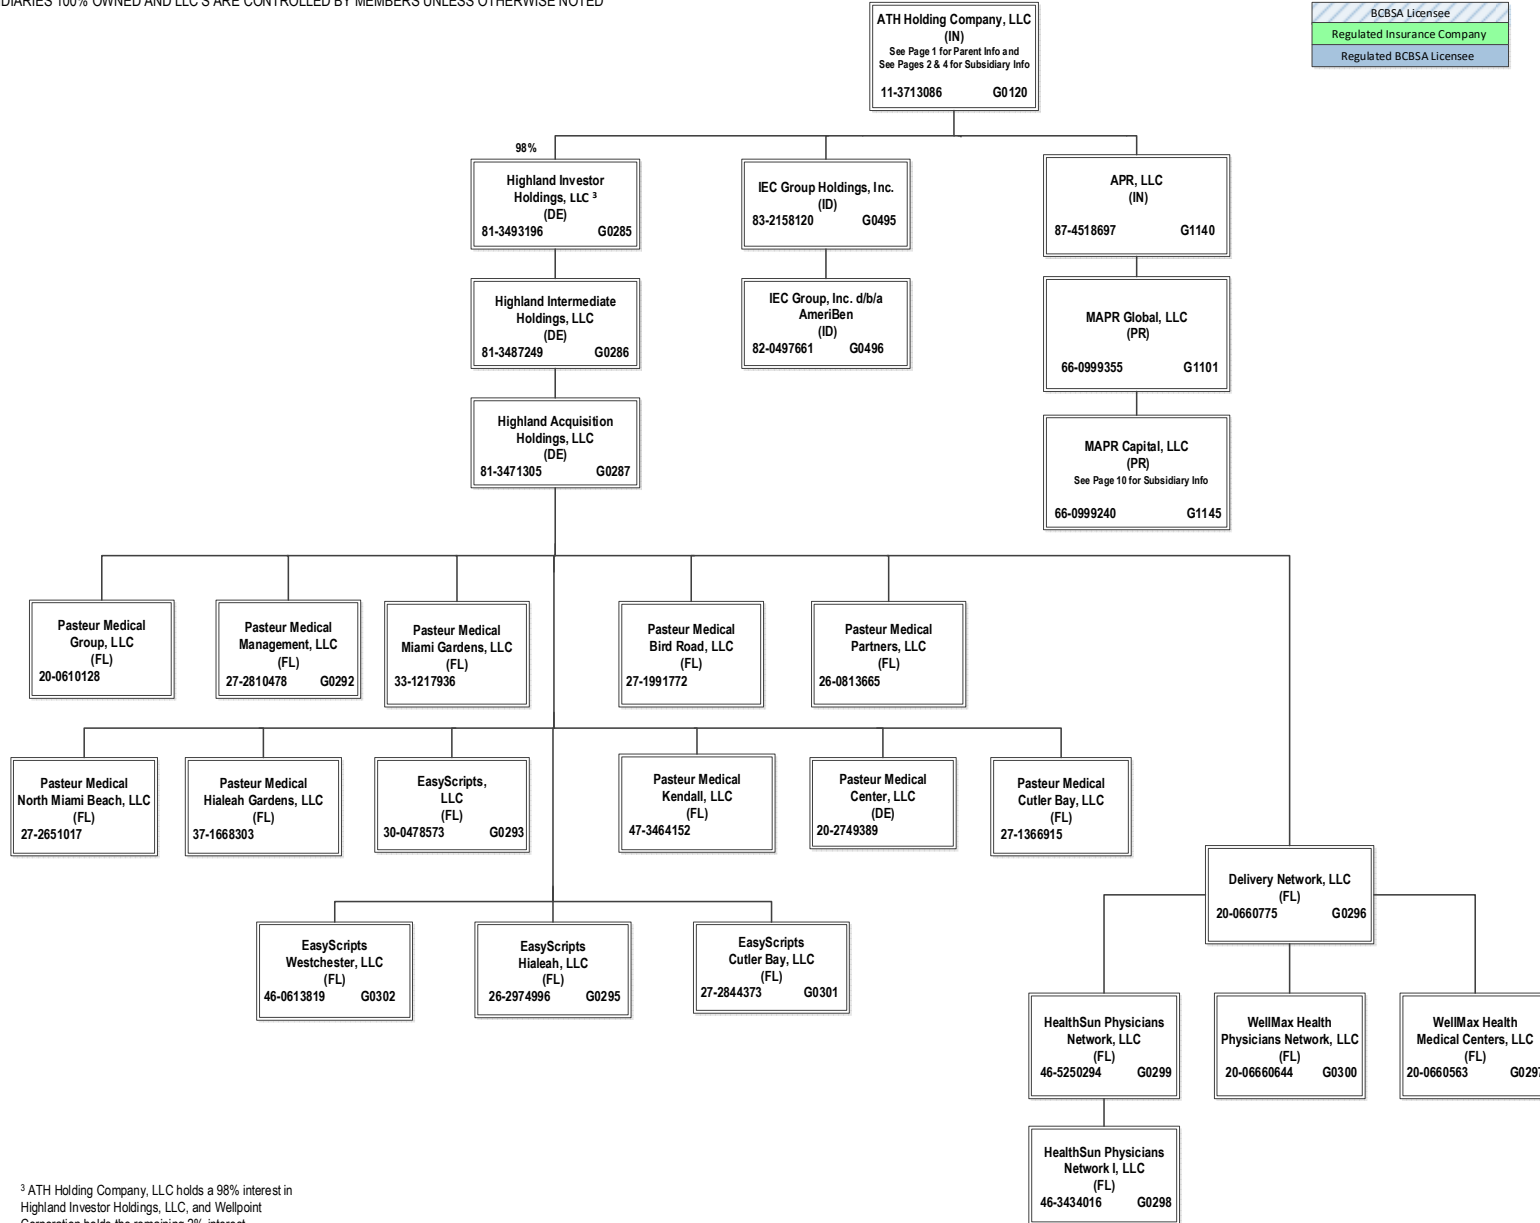 DIARIES 100% OWNED AND LLC'S ARE CONTROLLED BY MEMBERS UNLESS OTHERWISE NOTED
BCBSA Licensee
Regulated Insurance Company
Regulated BCBSA Licensee
ATH Holding Company, LLC
(IN)
See Page 1 for Parent Info and
See Pages 2 & 4 for Subsidiary Info
11-3713086 G0120
98%
Highland Investor
Holdings, LLC ³
(DE)
81-3493196 G0285
IEC Group Holdings, Inc.
(ID)
83-2158120 G0495
APR, LLC
(IN)
87-4518697 G1140
Highland Intermediate
Holdings, LLC
(DE)
81-3487249 G0286
IEC Group, Inc. d/b/a
AmeriBen
(ID)
82-0497661 G0496
MAPR Global, LLC
(PR)
66-0999355 G1101
Highland Acquisition
Holdings, LLC
(DE)
81-3471305 G0287
MAPR Capital, LLC
(PR)
See Page 10 for Subsidiary Info
66-0999240 G1145
Pasteur Medical
Group, LLC
(FL)
20-0610128
Pasteur Medical
Management, LLC
(FL)
27-2810478 G0292
Pasteur Medical
Miami Gardens, LLC
(FL)
33-1217936
Pasteur Medical
Bird Road, LLC
(FL)
27-1991772
Pasteur Medical
Partners, LLC
(FL)
26-0813665
Pasteur Medical
North Miami Beach, LLC
(FL)
27-2651017
Pasteur Medical
Hialeah Gardens, LLC
(FL)
37-1668303
EasyScripts,
LLC
(FL)
30-0478573 G0293
Pasteur Medical
Kendall, LLC
(FL)
47-3464152
Pasteur Medical
Center, LLC
(DE)
20-2749389
Pasteur Medical
Cutler Bay, LLC
(FL)
27-1366915
Delivery Network, LLC
(FL)
20-0660775 G0296
EasyScripts
Westchester, LLC
(FL)
46-0613819 G0302
EasyScripts
Hialeah, LLC
(FL)
26-2974996 G0295
EasyScripts
Cutler Bay, LLC
(FL)
27-2844373 G0301
HealthSun Physicians
Network, LLC
(FL)
46-5250294 G0299
WellMax Health
Physicians Network, LLC
(FL)
20-06660644 G0300
WellMax Health
Medical Centers, LLC
(FL)
20-0660563 G0297
HealthSun Physicians
Network I, LLC
(FL)
46-3434016 G0298
³ ATH Holding Company, LLC holds a 98% interest in
Highland Investor Holdings, LLC, and Wellpoint
Corporation holds the remaining 2% interest